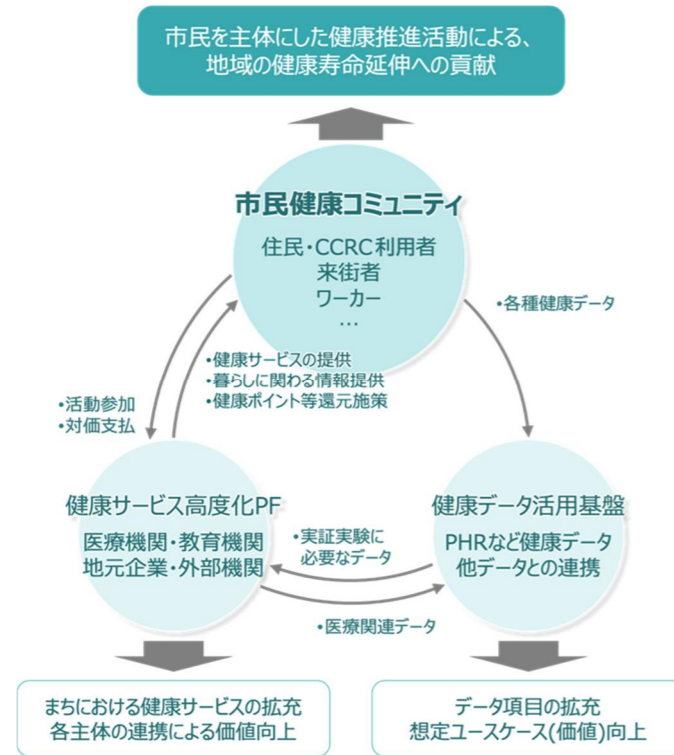 市民を主体にした健康推進活動による、
地域の健康寿命延伸への貢献
市民健康コミュニティ
住民・CCRC利用者
来街者
ワーカー
…
・各種健康データ
・健康サービスの提供
・暮らしに関わる情報提供
・健康ポイント等還元施策
・活動参加
・対価支払
健康サービス高度化PF
医療機関・教育機関
地元企業・外部機関
健康データ活用基盤
PHRなど健康データ
他データとの連携
・実証実験に
必要なデータ
・医療関連データ
まちにおける健康サービスの拡充
各主体の連携による価値向上
データ項目の拡充
想定ユースケース(価値)向上